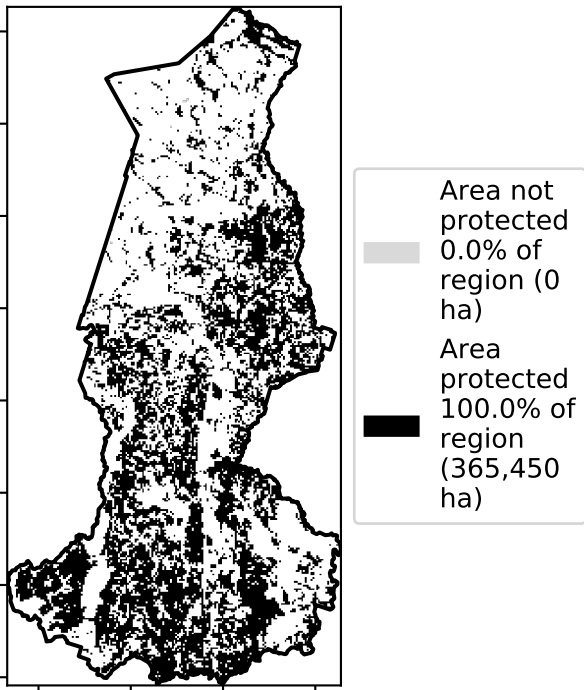 Area not
protected
0.0% of
region (0
ha)
Area
protected
100.0% of
region
(365,450
ha)